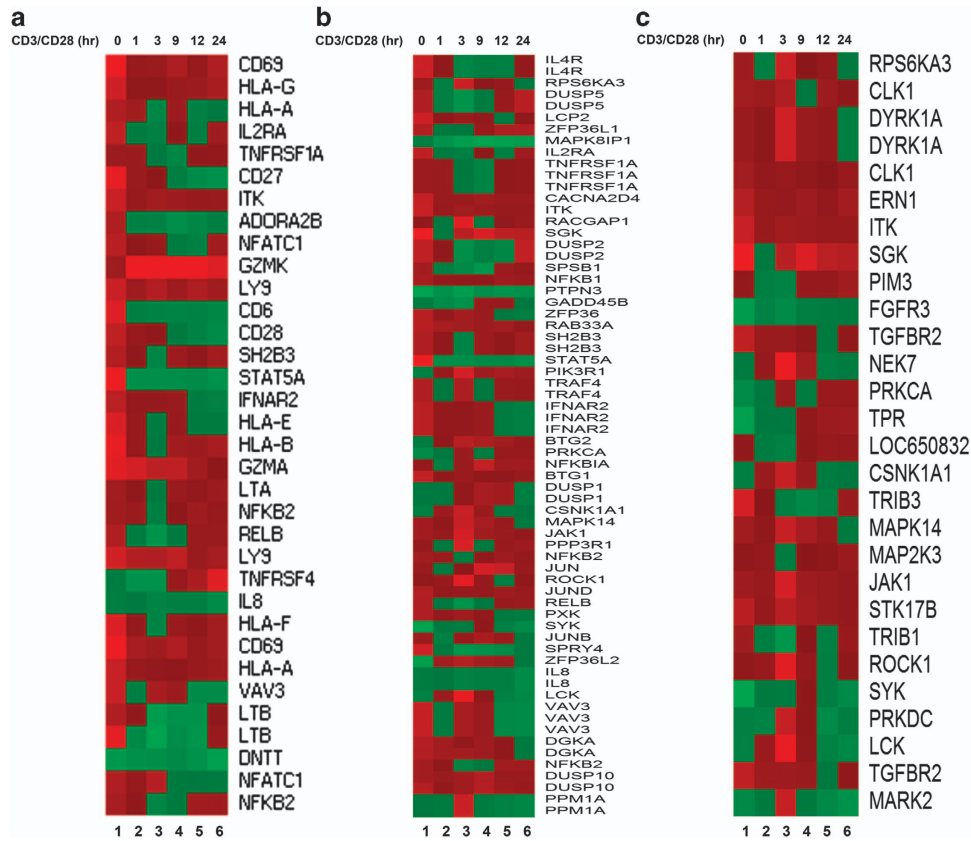 a
CD3/CD28 (hr) 0 1 3 9 12 24
CD69
HLA-G
HLA-A
IL2RA
TNFRSF1A
CD27
ITK
ADORA2B
NFATC1
GZMK
LY9
CD6
CD28
SH2B3
STAT5A
IFNAR2
HLA-E
HLA-B
GZMA
LTA
NFKB2
RELB
LY9
TNFRSF4
IL8
HLA-F
CD69
HLA-A
VAV3
LTB
LTB
DNTT
NFATC1
NFKB2
1 2 3 4 5 6
b
CD3/CD28 (hr) 0 1 3 9 12 24
IL4R
IL4R
RPS6KA3
DUSP5
DUSP5
LCP2
ZFP36L1
MAPK8IP1
IL2RA
TNFRSF1A
TNFRSF1A
TNFRSF1A
CACNA2D4
ITK
RACGAP1
SGK
DUSP2
DUSP2
SPSB1
NFKB1
PTPN3
GADD45B
ZFP36
RAB33A
SH2B3
SH2B3
STAT5A
PIK3R1
TRAF4
TRAF4
IFNAR2
IFNAR2
IFNAR2
BTG2
PRKCA
NFKBIA
BTG1
DUSP1
DUSP1
CSNK1A1
MAPK14
JAK1
PPP3R1
NFKB2
JUN
ROCK1
JUND
RELB
PXK
SYK
JUNB
SPRY4
ZFP36L2
IL8
IL8
LCK
VAV3
VAV3
VAV3
DGKA
DGKA
NFKB2
DUSP10
DUSP10
PPM1A
PPM1A
1 2 3 4 5 6
c
CD3/CD28 (hr) 0 1 3 9 12 24
RPS6KA3
CLK1
DYRK1A
DYRK1A
CLK1
ERN1
ITK
SGK
PIM3
FGFR3
TGFBR2
NEK7
PRKCA
TPR
LOC650832
CSNK1A1
TRIB3
MAPK14
MAP2K3
JAK1
STK17B
TRIB1
ROCK1
SYK
PRKDC
LCK
TGFBR2
MARK2
1 2 3 4 5 6